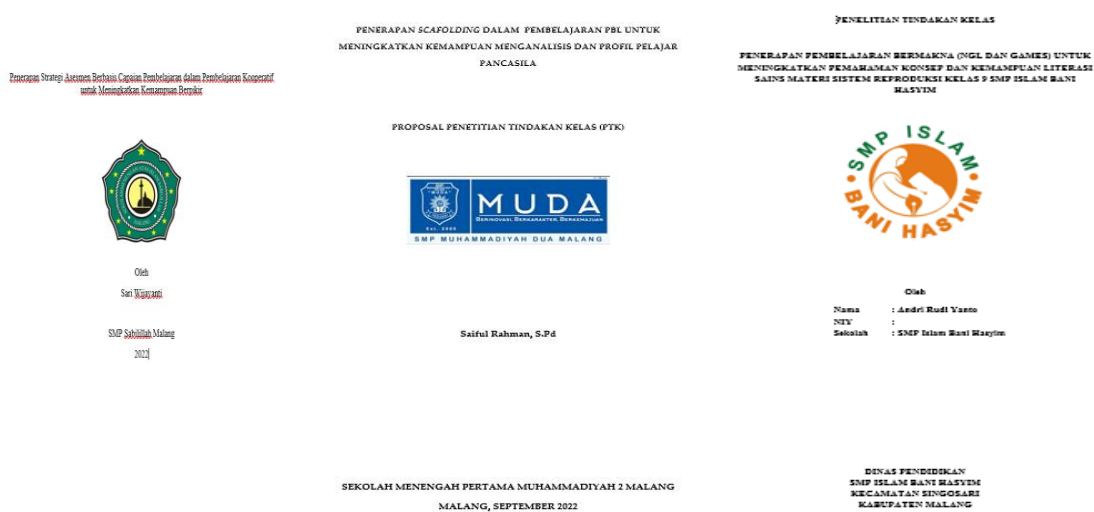 Penerapan Strategi Asesmen Berbasis Capaian Pembelajaran dalam Pembelajaran Kooperatif
untuk Meningkatkan Kemampuan Berpikir
Oleh
Sari Wijayanti
SMP Sabilillah Malang
2022
PENERAPAN SCAFOLDING DALAM PEMBELAJARAN PBL UNTUK
MENINGKATKAN KEMAMPUAN MENGANALISIS DAN PROFIL PELAJAR
PANCASILA
PROPOSAL PENETITIAN TINDAKAN KELAS (PTK)
MUDA
BERINOVASI, BERKARAKTER, BERKEMAJUAN
SMP MUHAMMADIYAH DUA MALANG
Saiful Rahman, S.Pd
SEKOLAH MENENGAH PERTAMA MUHAMMADIYAH 2 MALANG
MALANG, SEPTEMBER 2022
PENELITIAN TINDAKAN KELAS
PENERAPAN PEMBELAJARAN BERMAKNA (NGL DAN GAMES) UNTUK
MENINGKATKAN PEMAHAMAN KONSEP DAN KEMAMPUAN LITERASI
SAINS MATERI SISTEM REPRODUKSI KELAS 9 SMP ISLAM BANI
HASYIM
SMP ISLAM
BANI HASYIM
Oleh
Nama : Andri Rudi Yanto
NIY :
Sekolah : SMP Islam Bani Hasyim
DINAS PENDIDIKAN
SMP ISLAM BANI HASYIM
KECAMATAN SINGOSARI
KABUPATEN MALANG